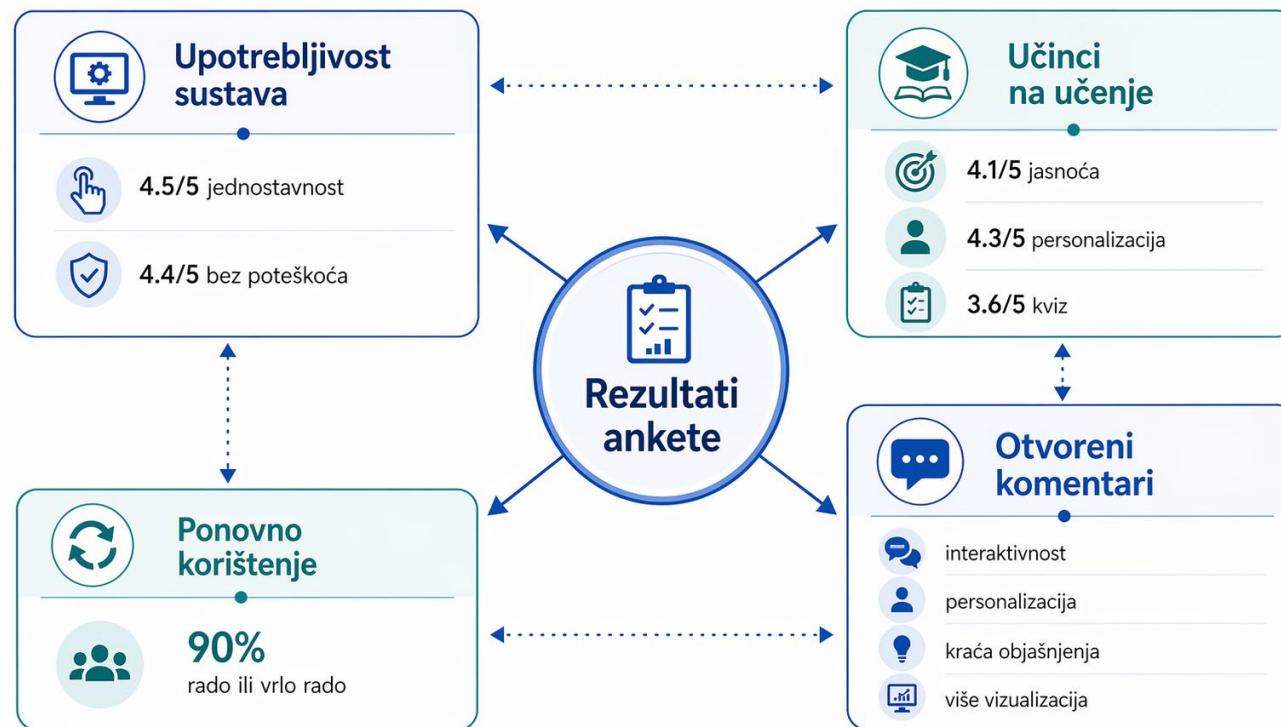 Upotrebljivost
sustava
4.5/5 jednostavnost
4.4/5 bez poteškoća
Učinci
na učenje
4.1/5 jasnoća
4.3/5 personalizacija
3.6/5 kviz
Rezultati
ankete
Ponovno
korištenje
90%
rado ili vrlo rado
Otvoreni
komentari
interaktivnost
personalizacija
kraća objašnjenja
više vizualizacija